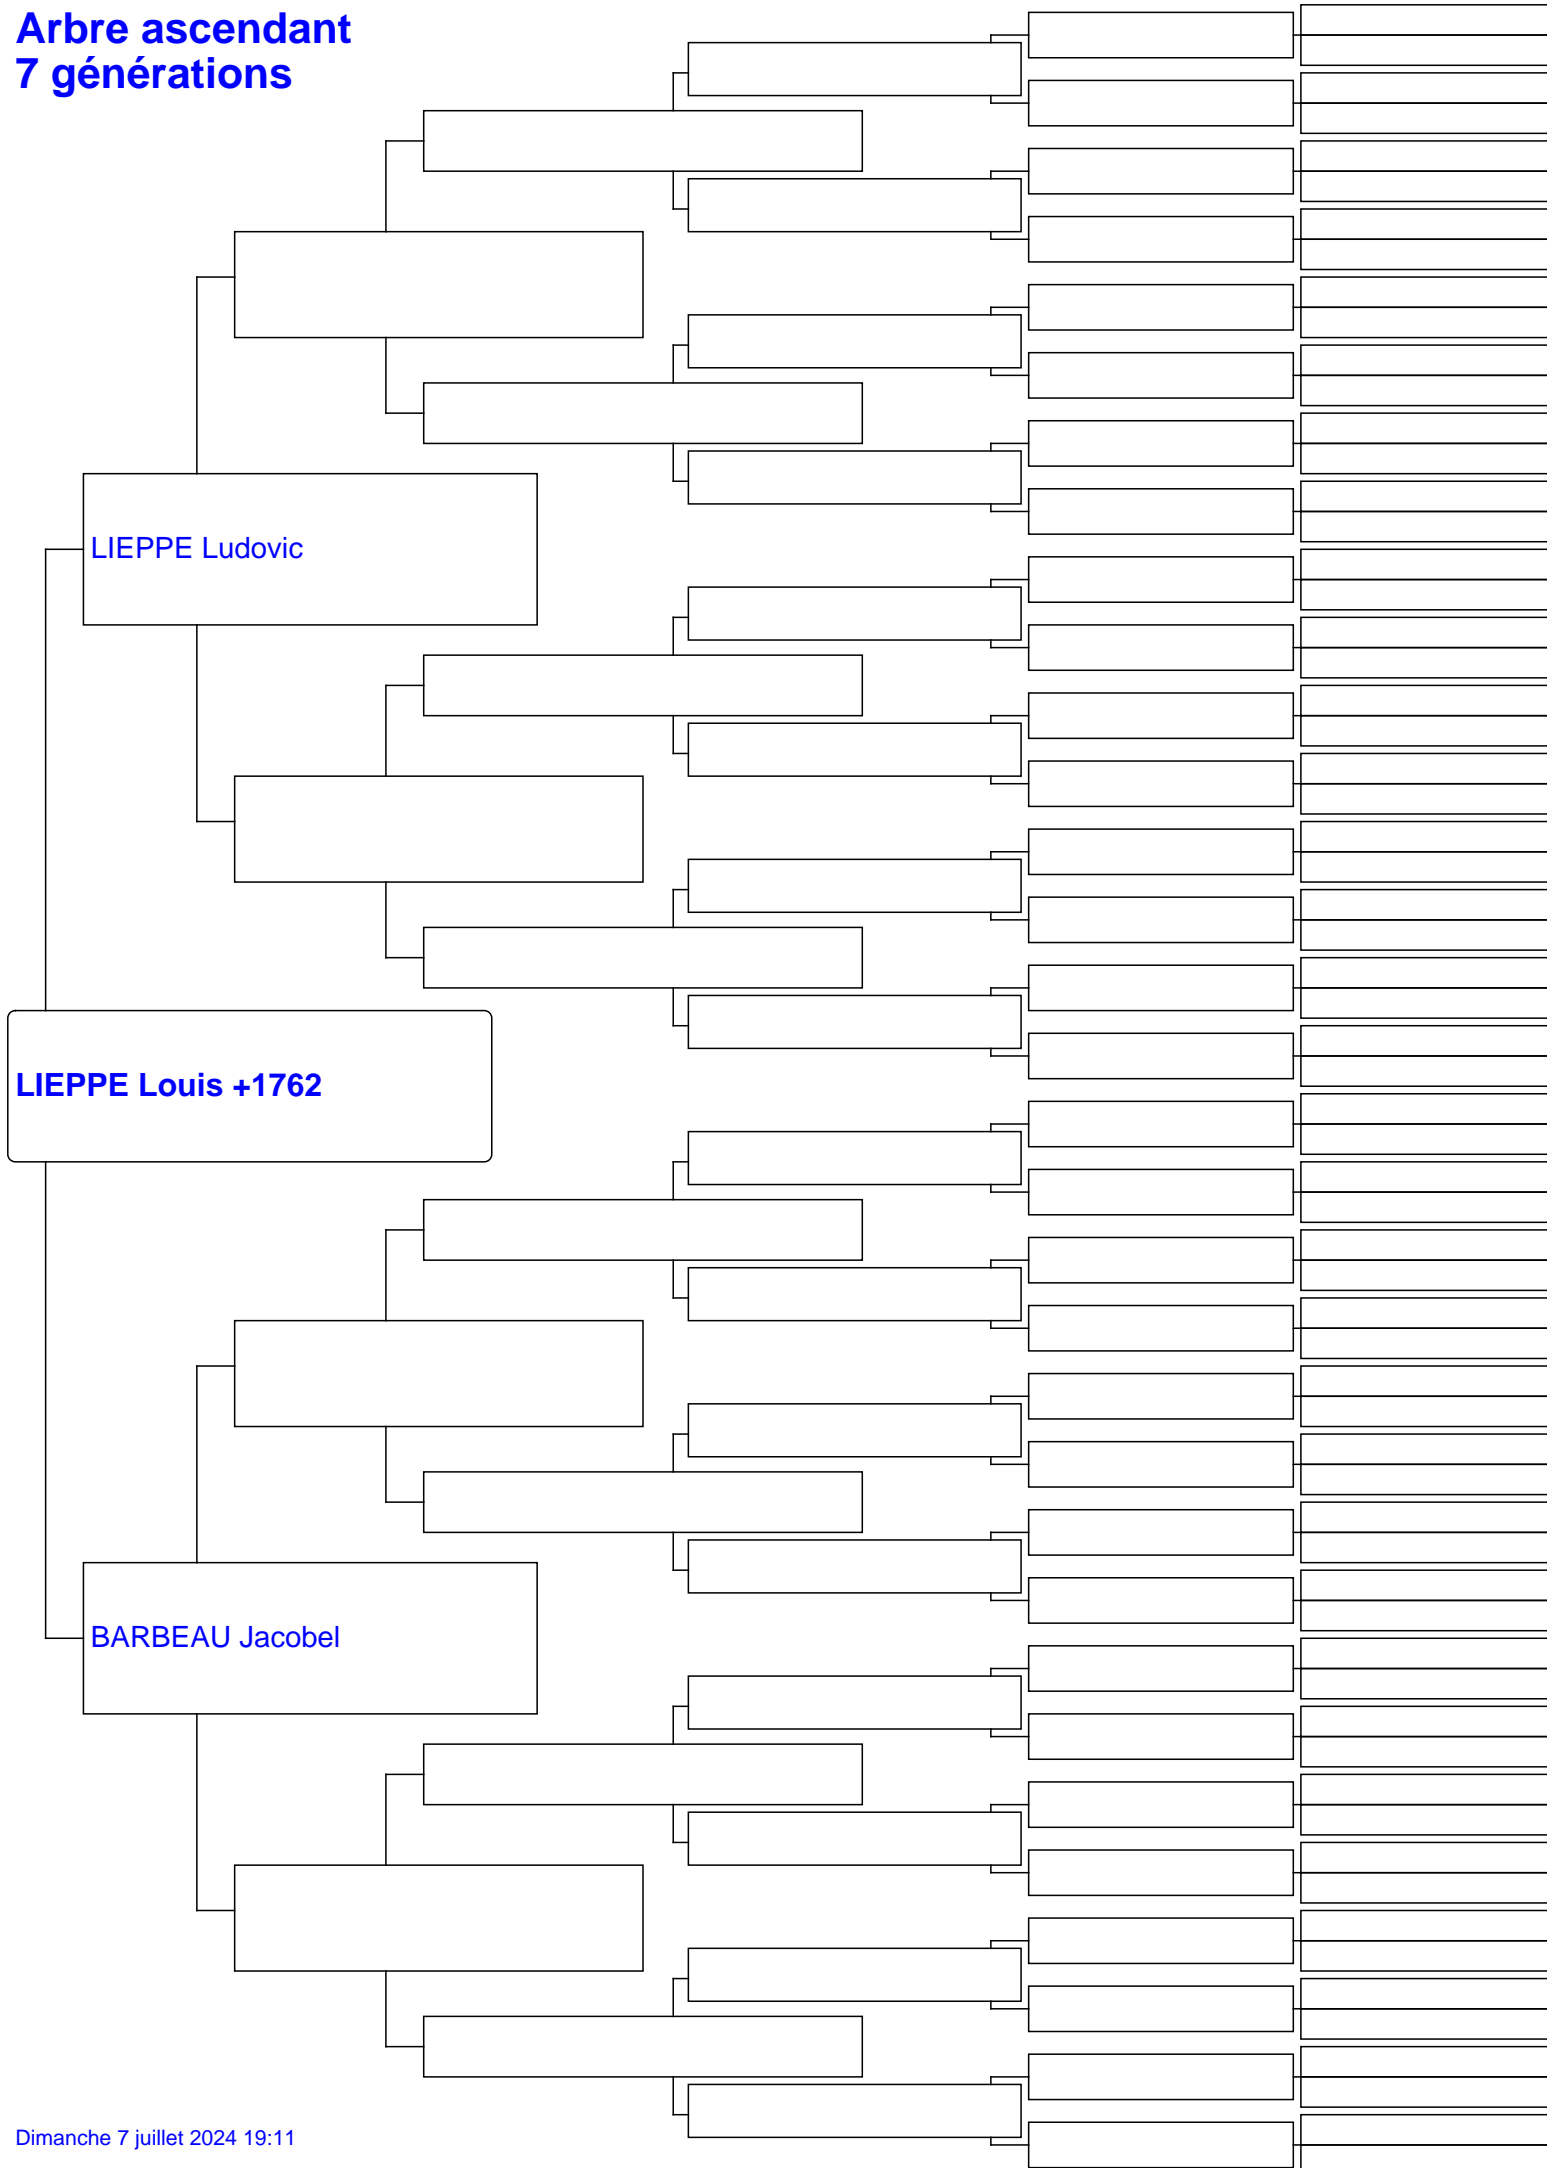 Arbre ascendant
7 générations
LIEPPE Ludovic
LIEPPE Louis +1762
BARBEAU Jacobel
Dimanche 7 juillet 2024 19:11